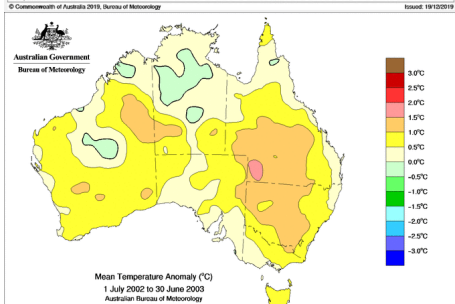 © Commonwealth of Australia 2019, Bureau of Meteorology
Issued: 19/12/2019
Australian Government
Bureau of Meteorology
3.0°C
2.5°C
2.0°C
1.5°C
1.0°C
0.5°C
0.0°C
-0.5°C
-1.0°C
-1.5°C
-2.0°C
-2.5°C
-3.0°C
Mean Temperature Anomaly (°C)
1 July 2002 to 30 June 2003
Australian Bureau of Meteorology